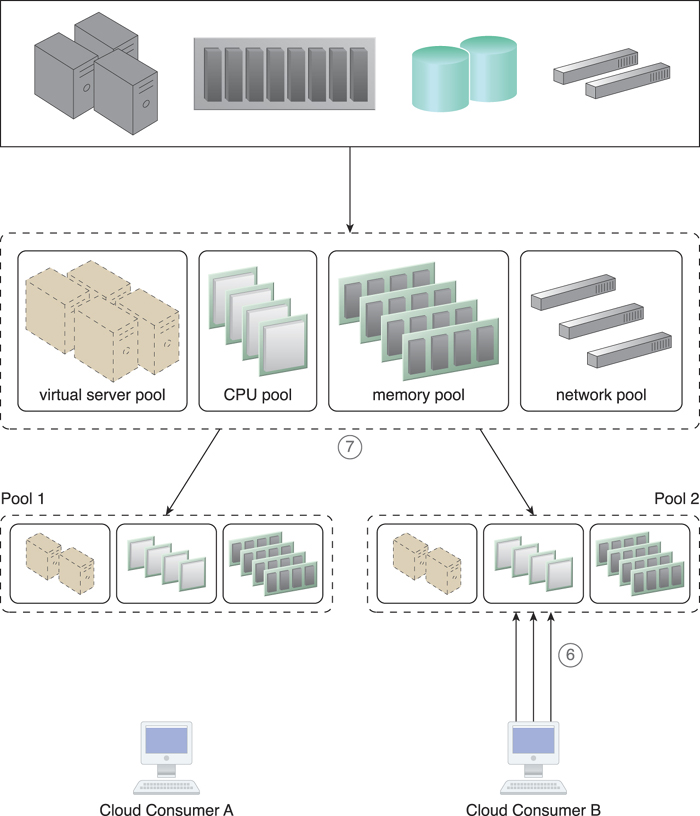 virtual server pool
CPU pool
memory pool
network pool
7
Pool 1
Pool 2
6
Cloud Consumer A
Cloud Consumer B